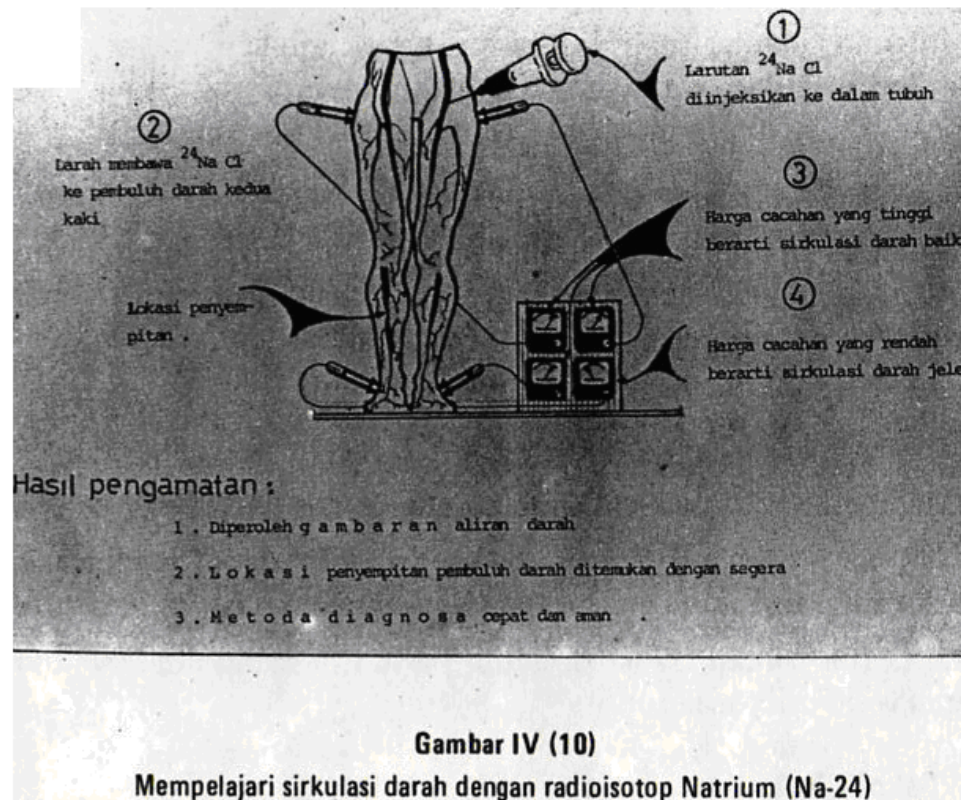 ①
Larutan ²⁴Na Cl
diinjeksikan ke dalam tubuh
②
Darah membawa ²⁴Na Cl
ke pembuluh darah kedua
kaki
③
Harga cacahan yang tinggi
berarti sirkulasi darah baik
Lokasi penyem-
pitan .
④
Harga cacahan yang rendah
berarti sirkulasi darah jele
Hasil pengamatan :
1 . Diperoleh g a m b a r a n aliran darah
2 . L o k a s i penyempitan pembuluh darah ditemukan dengan segera
3 . M e t o d a d i a g n o s a cepat dan aman .
Gambar IV (10)
Mempelajari sirkulasi darah dengan radioisotop Natrium (Na-24)